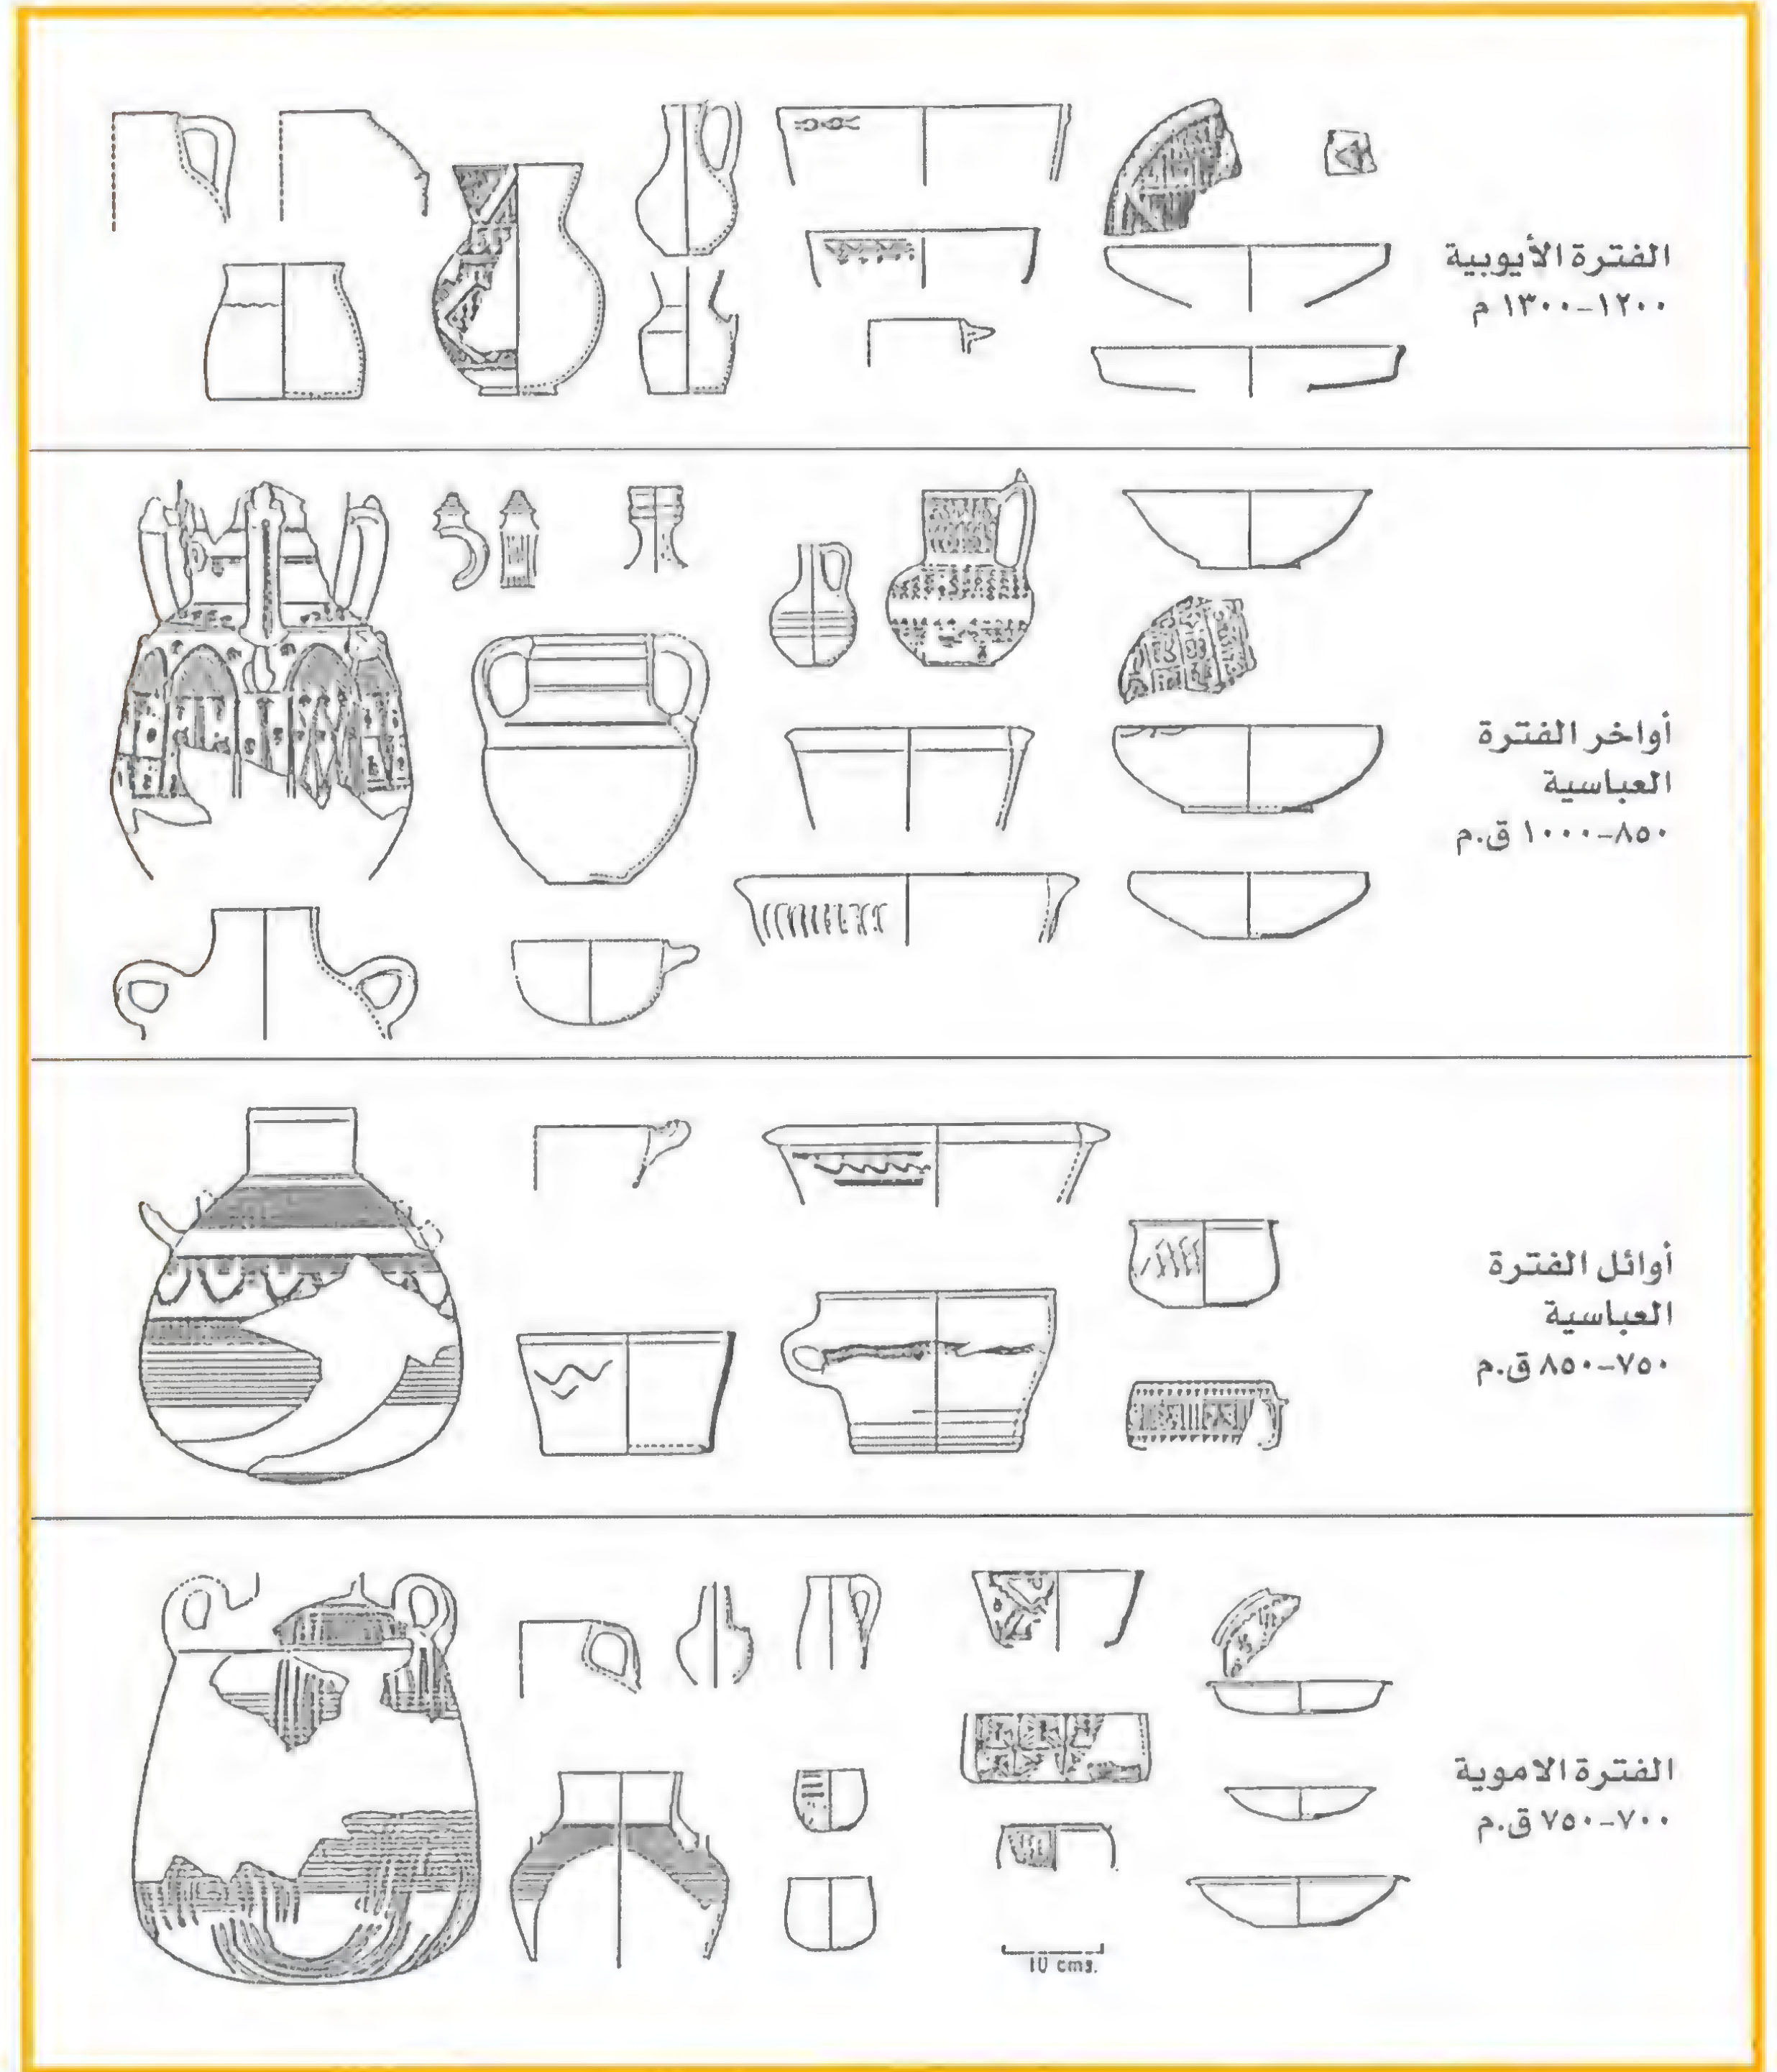 الفترة الأيوبية
١٢٠٠–١٣٠٠ م
أواخر الفترة
العباسية
٨٥٠–١٠٠٠ ق.م
أوائل الفترة
العباسية
٧٥٠–٨٥٠ ق.م
الفترة الاموية
٧٠٠–٧٥٠ ق.م
10 cms.